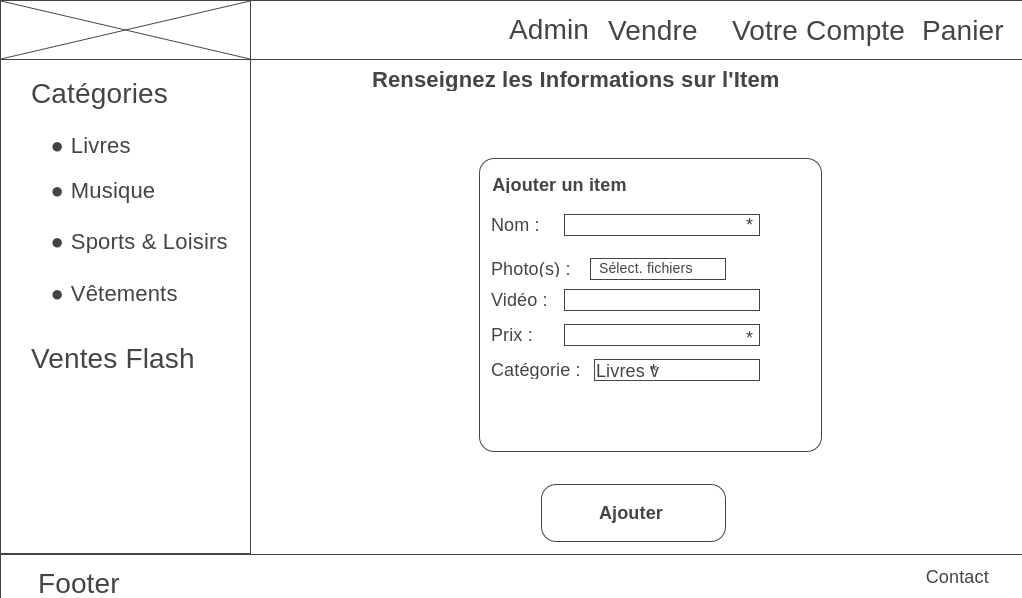 Admin Vendre Votre Compte Panier
Renseignez les Informations sur l'Item
Catégories
● Livres
● Musique
● Sports & Loisirs
● Vêtements
Ventes Flash
Ajouter un item
Nom : *
Photo(s) : Sélect. fichiers
Vidéo :
Prix : *
Catégorie : Livres v *
Ajouter
Footer
Contact